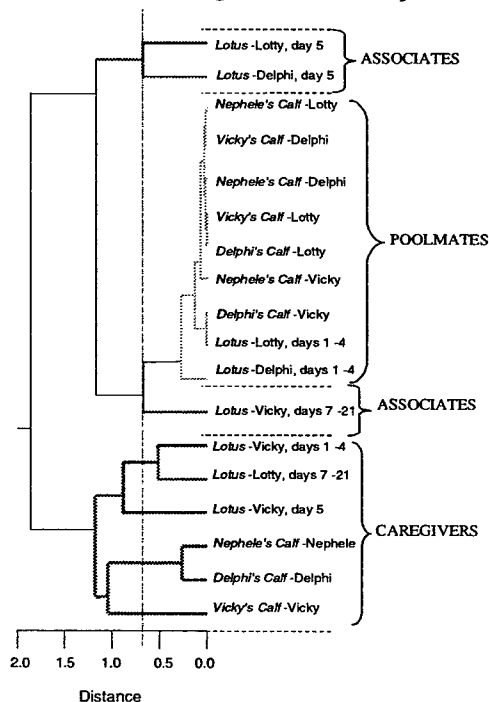 Lotus-Lotty, day 5
ASSOCIATES
Lotus-Delphi, day 5
Nephele's Calf-Lotty
Vicky's Calf-Delphi
Nephele's Calf-Delphi
Vicky's Calf-Lotty
POOLMATES
Delphi's Calf-Lotty
Nephele's Calf-Vicky
Delphi's Calf-Vicky
Lotus-Lotty, days 1 -4
Lotus-Delphi, days 1 -4
ASSOCIATES
Lotus-Vicky, days 7 -21
Lotus-Vicky, days 1 -4
Lotus-Lotty, days 7 -21
Lotus-Vicky, day 5
CAREGIVERS
Nephele's Calf-Nephele
Delphi's Calf-Delphi
Vicky's Calf-Vicky
2.0 1.5 1.0 0.5 0.0
Distance